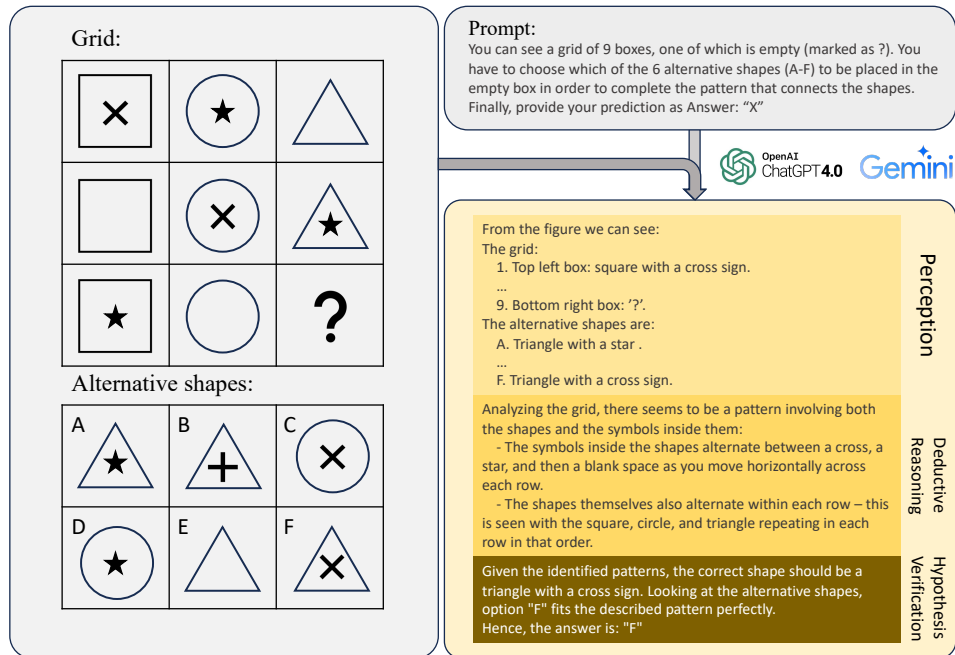 Grid:
?
Alternative shapes:
A
B
C
D
E
F
Prompt:
You can see a grid of 9 boxes, one of which is empty (marked as ?). You
have to choose which of the 6 alternative shapes (A-F) to be placed in the
empty box in order to complete the pattern that connects the shapes.
Finally, provide your prediction as Answer: “X”
OpenAI
ChatGPT4.0
Gemini
From the figure we can see:
The grid:
1. Top left box: square with a cross sign.
...
9. Bottom right box: ’?’.
The alternative shapes are:
A. Triangle with a star .
...
F. Triangle with a cross sign.
Perception
Analyzing the grid, there seems to be a pattern involving both
the shapes and the symbols inside them:
- The symbols inside the shapes alternate between a cross, a
star, and then a blank space as you move horizontally across
each row.
- The shapes themselves also alternate within each row – this
is seen with the square, circle, and triangle repeating in each
row in that order.
Deductive
Reasoning
Given the identified patterns, the correct shape should be a
triangle with a cross sign. Looking at the alternative shapes,
option "F" fits the described pattern perfectly.
Hence, the answer is: "F"
Hypothesis
Verification